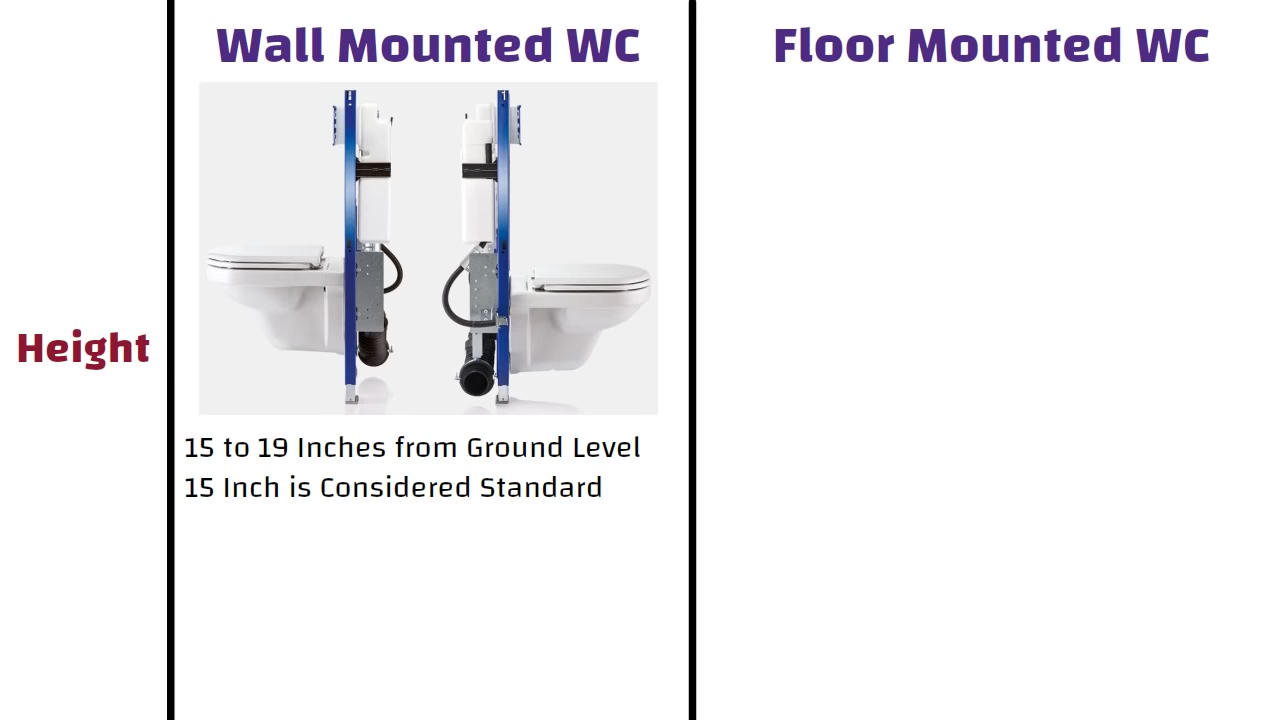 Wall Mounted WC
Floor Mounted WC
Height
15 to 19 Inches from Ground Level
15 Inch is Considered Standard